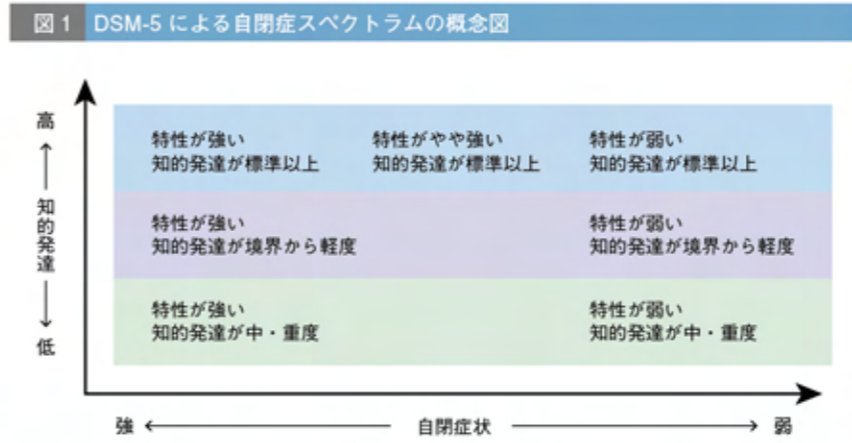 図1 DSM-5 による自閉症スペクトラムの概念図
高
知的発達
低
特性が強い
知的発達が標準以上
特性がやや強い
知的発達が標準以上
特性が弱い
知的発達が標準以上
特性が強い
知的発達が境界から軽度
特性が弱い
知的発達が境界から軽度
特性が強い
知的発達が中・重度
特性が弱い
知的発達が中・重度
強
自閉症状
弱